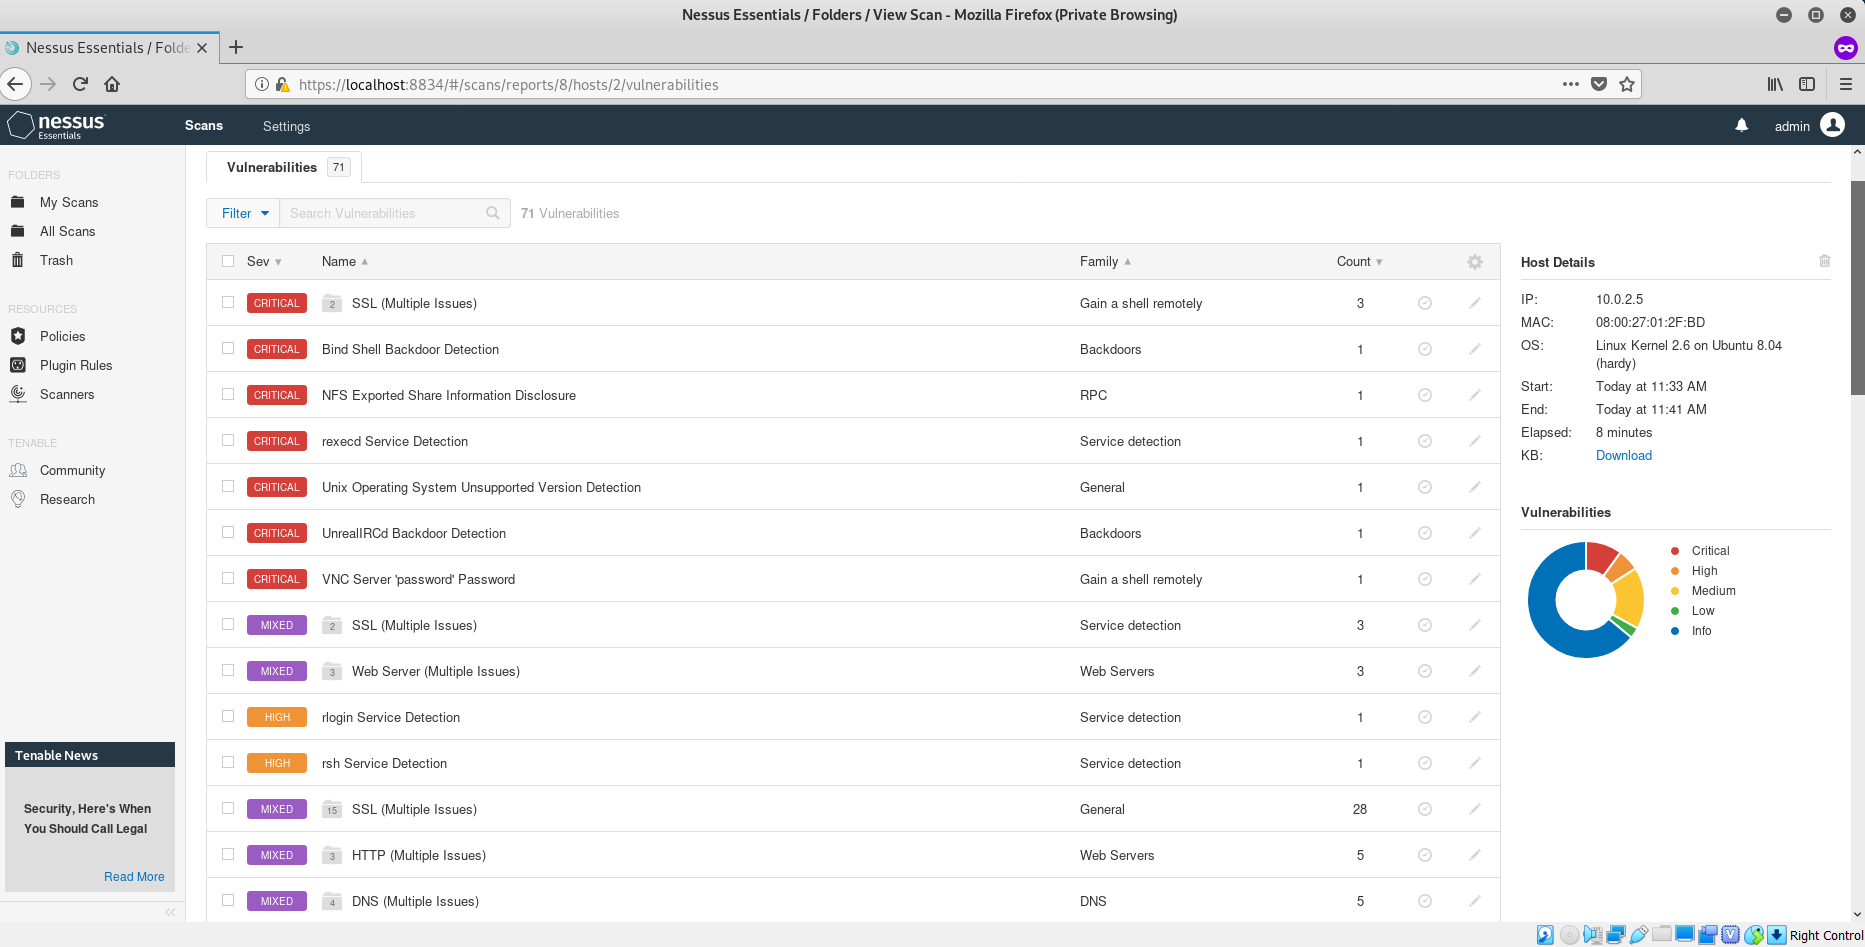 Nessus Essentials / Folders / View Scan - Mozilla Firefox (Private Browsing)
Nessus Essentials / Folde
https://localhost:8834/#/scans/reports/8/hosts/2/vulnerabilities
nessus Essentials
Scans Settings admin
FOLDERS
My Scans
All Scans
Trash
RESOURCES
Policies
Plugin Rules
Scanners
TENABLE
Community
Research
Tenable News
Security, Here's When
You Should Call Legal
Read More
Vulnerabilities 71
Filter Search Vulnerabilities 71 Vulnerabilities
Sev Name Family Count
CRITICAL 2 SSL (Multiple Issues) Gain a shell remotely 3
CRITICAL Bind Shell Backdoor Detection Backdoors 1
CRITICAL NFS Exported Share Information Disclosure RPC 1
CRITICAL rexecd Service Detection Service detection 1
CRITICAL Unix Operating System Unsupported Version Detection General 1
CRITICAL UnrealIRCd Backdoor Detection Backdoors 1
CRITICAL VNC Server 'password' Password Gain a shell remotely 1
MIXED 2 SSL (Multiple Issues) Service detection 3
MIXED 3 Web Server (Multiple Issues) Web Servers 3
HIGH rlogin Service Detection Service detection 1
HIGH rsh Service Detection Service detection 1
MIXED 15 SSL (Multiple Issues) General 28
MIXED 3 HTTP (Multiple Issues) Web Servers 5
MIXED 4 DNS (Multiple Issues) DNS 5
Host Details
IP: 10.0.2.5
MAC: 08:00:27:01:2F:BD
OS: Linux Kernel 2.6 on Ubuntu 8.04
(hardy)
Start: Today at 11:33 AM
End: Today at 11:41 AM
Elapsed: 8 minutes
KB: Download
Vulnerabilities
Critical
High
Medium
Low
Info
Right Control